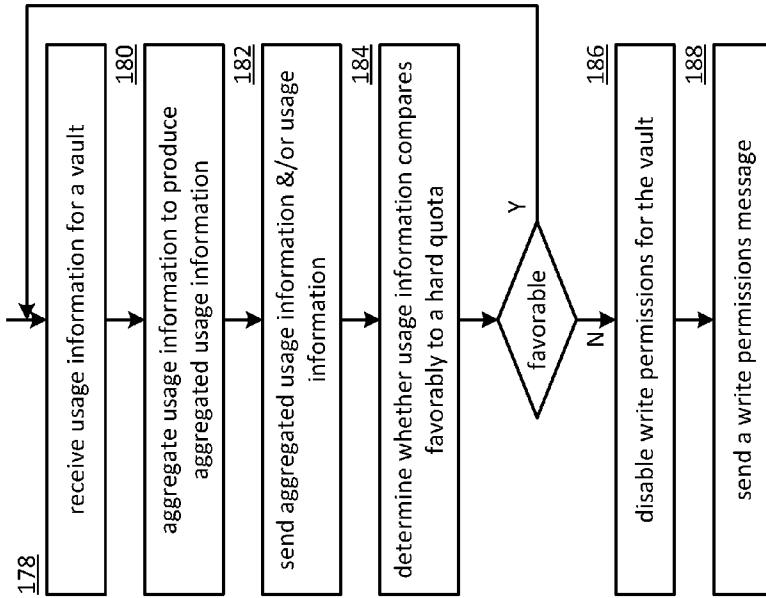 178
receive usage information for a vault
180
aggregate usage information to produce
aggregated usage information
182
send aggregated usage information &/or usage
information
184
determine whether usage information compares
favorably to a hard quota
favorable
Y
N
186
disable write permissions for the vault
188
send a write permissions message